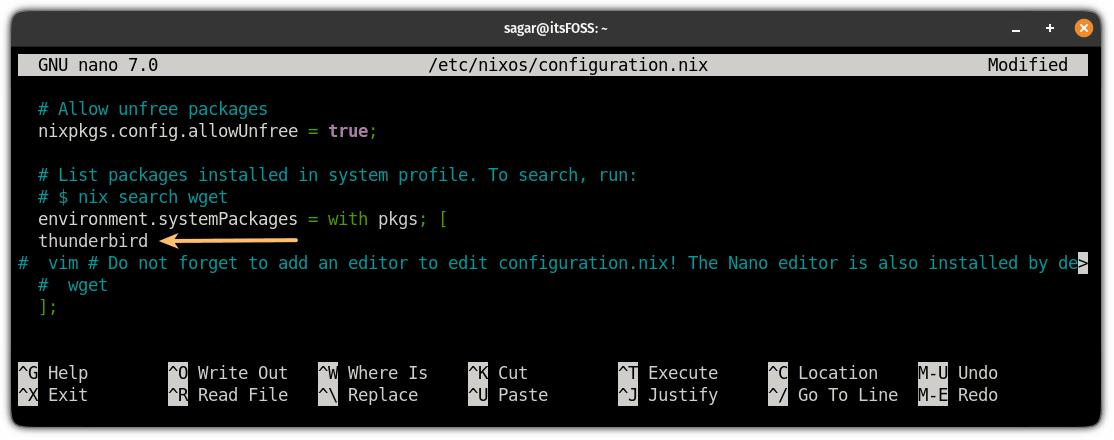 sagar@itsFOSS: ~
GNU nano 7.0 /etc/nixos/configuration.nix Modified
# Allow unfree packages
nixpkgs.config.allowUnfree = true;
# List packages installed in system profile. To search, run:
# $ nix search wget
environment.systemPackages = with pkgs; [
thunderbird
#  vim # Do not forget to add an editor to edit configuration.nix! The Nano editor is also installed by de>
#  wget
];
^G Help ^O Write Out ^W Where Is ^K Cut ^T Execute ^C Location M-U Undo
^X Exit ^R Read File ^\ Replace ^U Paste ^J Justify ^/ Go To Line M-E Redo